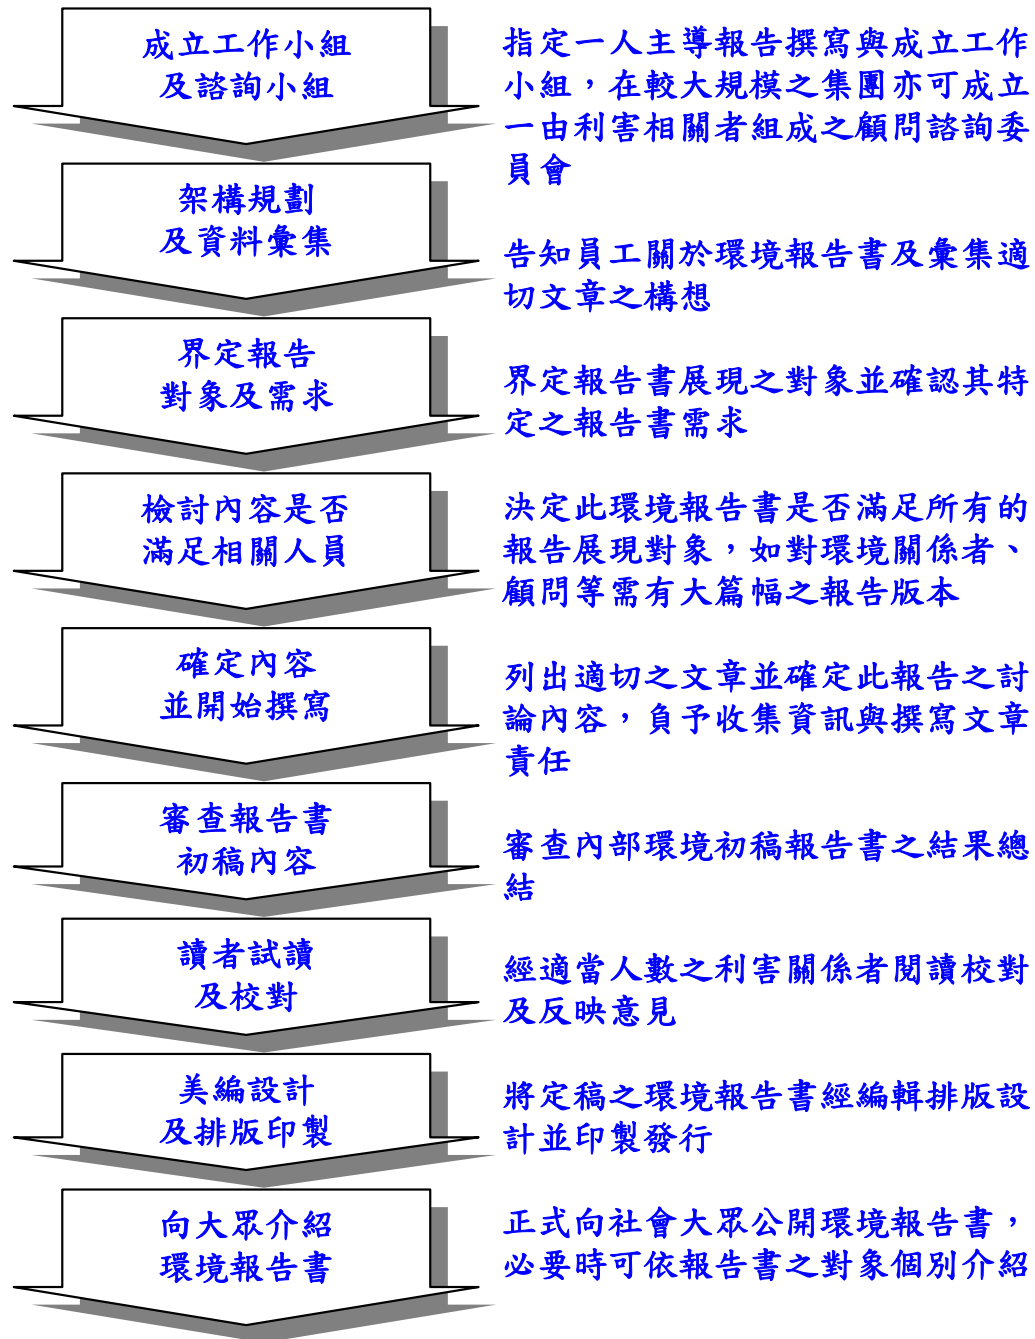 成立工作小組
及諮詢小組
指定一人主導報告撰寫與成立工作
小組，在較大規模之集團亦可成立
一由利害相關者組成之顧問諮詢委
員會
架構規劃
及資料彙集
告知員工關於環境報告書及彙集適
切文章之構想
界定報告
對象及需求
界定報告書展現之對象並確認其特
定之報告書需求
檢討內容是否
滿足相關人員
決定此環境報告書是否滿足所有的
報告展現對象，如對環境關係者、
顧問等需有大篇幅之報告版本
確定內容
並開始撰寫
列出適切之文章並確定此報告之討
論內容，負予收集資訊與撰寫文章
責任
審查報告書
初稿內容
審查內部環境初稿報告書之結果總
結
讀者試讀
及校對
經適當人數之利害關係者閱讀校對
及反映意見
美編設計
及排版印製
將定稿之環境報告書經編輯排版設
計並印製發行
向大眾介紹
環境報告書
正式向社會大眾公開環境報告書，
必要時可依報告書之對象個別介紹